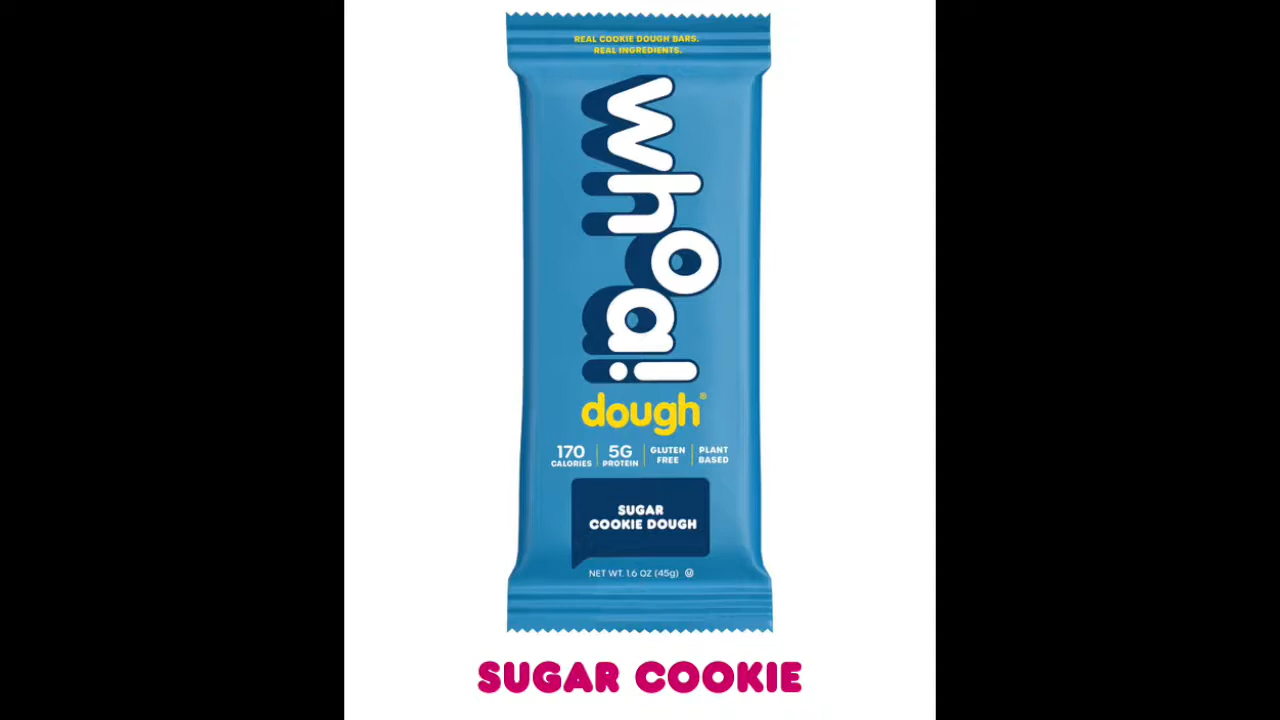 REAL COOKIE DOUGH BARS.
REAL INGREDIENTS.
whoa!
dough®
170 CALORIES
5G PROTEIN
GLUTEN FREE
PLANT BASED
SUGAR
COOKIE DOUGH
NET WT. 1.6 OZ (45g) Ⓤ
SUGAR COOKIE